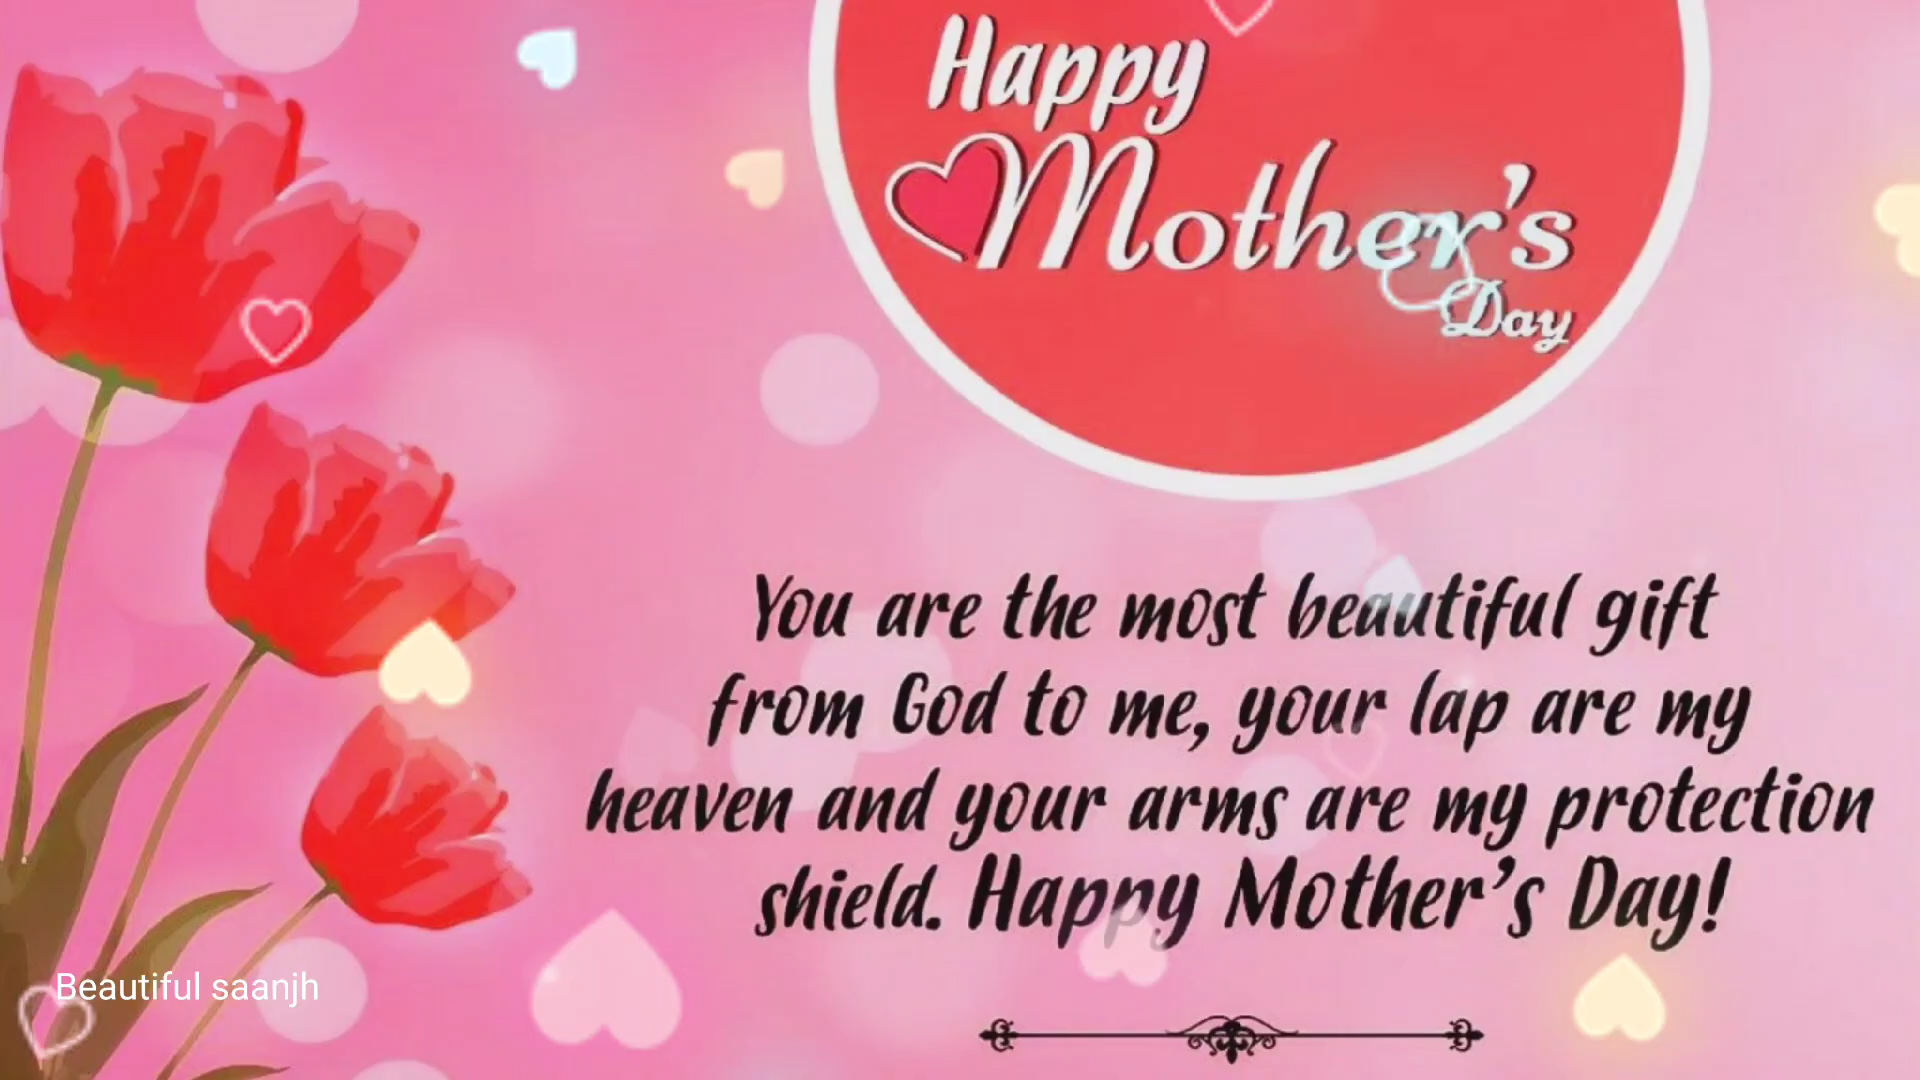 Happy
Mother's
Day
You are the most beautiful gift
from God to me, your lap are my
heaven and your arms are my protection
shield. Happy Mother's Day!
Beautiful saanjh